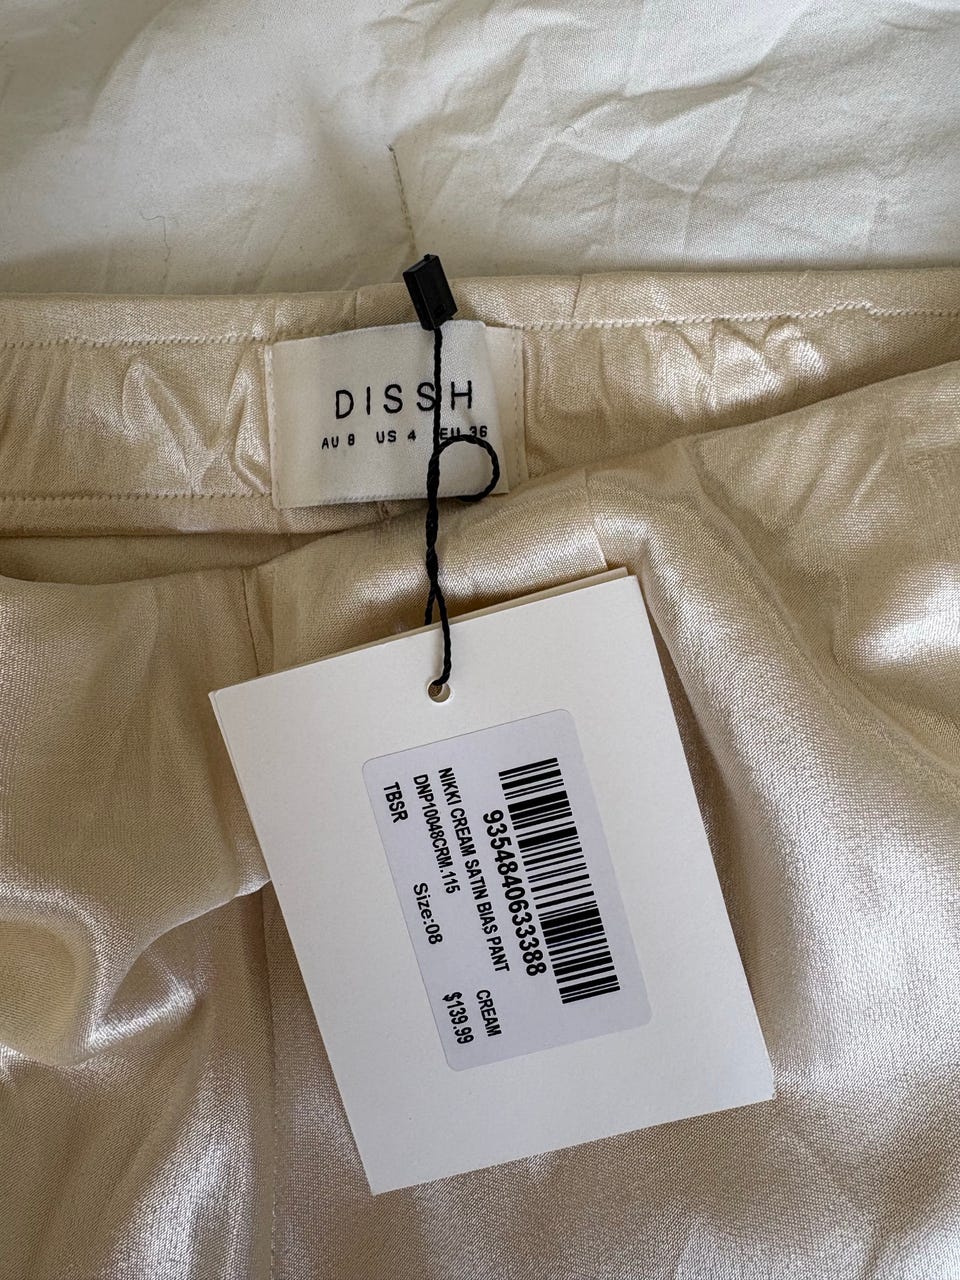 DISSH
AU 8 US 4 EU 36
9354840633388
NIKKI CREAM SATIN BIAS PANT CREAM
DNP10048CRM.115 $139.99
TBSR Size:08